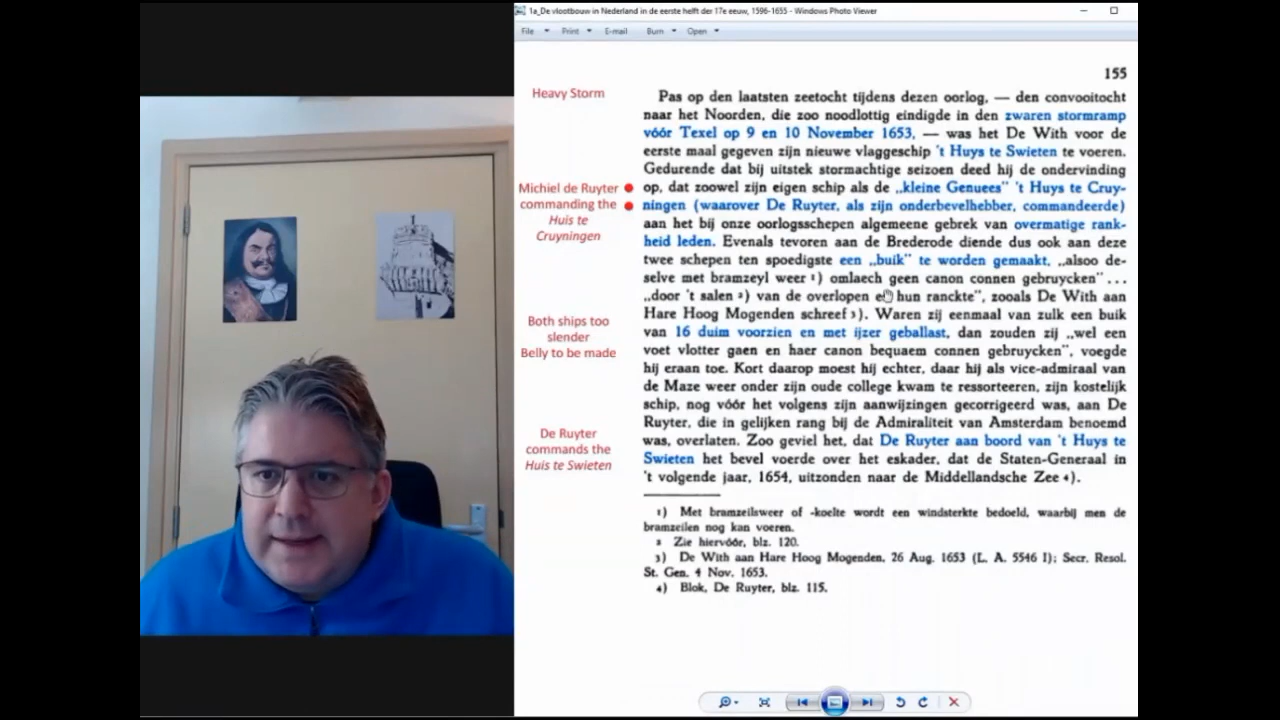 1a_De vlootbouw in Nederland in de eerste helft der 17e eeuw, 1596-1655 - Windows Photo Viewer
File Print E-mail Burn Open
155
Heavy Storm
Michiel de Ruyter
commanding the
Huis te
Cruyningen
Both ships too
slender
Belly to be made
De Ruyter
commands the
Huis te Swieten
Pas op den laatsten zeetocht tijdens dezen oorlog, — den convooitocht
naar het Noorden, die zoo noodlottig eindigde in den zwaren stormramp
vóór Texel op 9 en 10 November 1653, — was het De With voor de
eerste maal gegeven zijn nieuwe vlaggeschip 't Huys te Swieten te voeren.
Gedurende dat bij uitstek stormachtige seizoen deed hij de ondervinding
op, dat zoowel zijn eigen schip als de „kleine Genuees" 't Huys te Cruy-
ningen (waarover De Ruyter, als zijn onderbevelhebber, commandeerde)
aan het bij onze oorlogsschepen algemeene gebrek van overmatige rank-
heid leden. Evenals tevoren aan de Brederode diende dus ook aan deze
twee schepen ten spoedigste een „buik" te worden gemaakt, „alsoo de-
selve met bramzeyl weer ¹) omlaech geen canon connen gebruycken" ...
„door 't salen ²) van de overlopen en hun ranckte", zooals De With aan
Hare Hoog Mogenden schreef ³). Waren zij eenmaal van zulk een buik
van 16 duim voorzien en met ijzer geballast, dan zouden zij „wel een
voet vlotter gaen en haer canon bequaem connen gebruycken", voegde
hij eraan toe. Kort daarop moest hij echter, daar hij als vice-admiraal van
de Maze weer onder zijn oude college kwam te ressorteeren, zijn kostelijk
schip, nog vóór het volgens zijn aanwijzingen gecorrigeerd was, aan De
Ruyter, die in gelijken rang bij de Admiraliteit van Amsterdam benoemd
was, overlaten. Zoo geviel het, dat De Ruyter aan boord van 't Huys te
Swieten het bevel voerde over het eskader, dat de Staten-Generaal in
't volgende jaar, 1654, uitzonden naar de Middellandsche Zee ⁴).
1) Met bramzeilsweer of -koelte wordt een windsterkte bedoeld, waarbij men de
bramzeilen nog kan voeren.
2 Zie hiervóór, blz. 120.
3) De With aan Hare Hoog Mogenden, 26 Aug. 1653 (L. A. 5546 I); Secr. Resol.
St. Gen. 4 Nov. 1653.
4) Blok, De Ruyter, blz. 115.